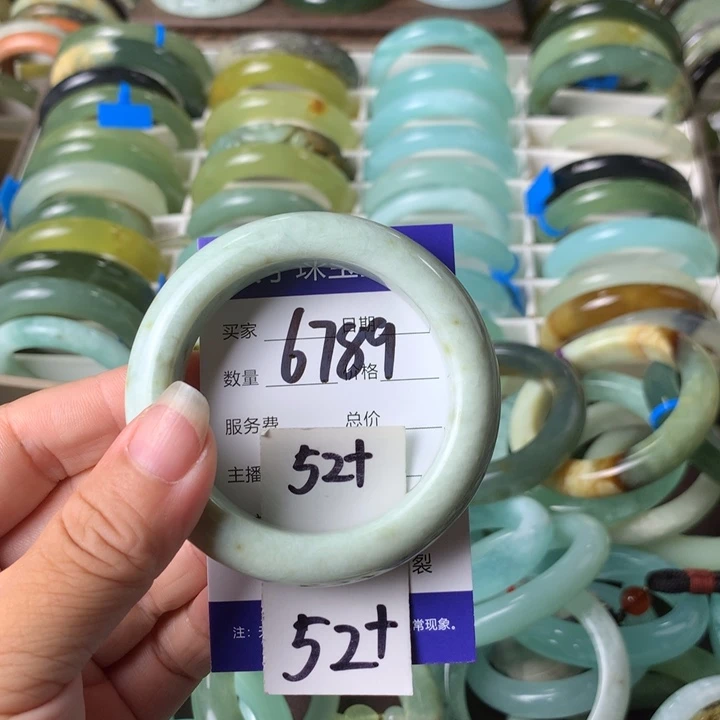 珠宝
买家 日期
6789
数量 价格
服务费 总价
52+
主播
裂
52+
注: 常现象。